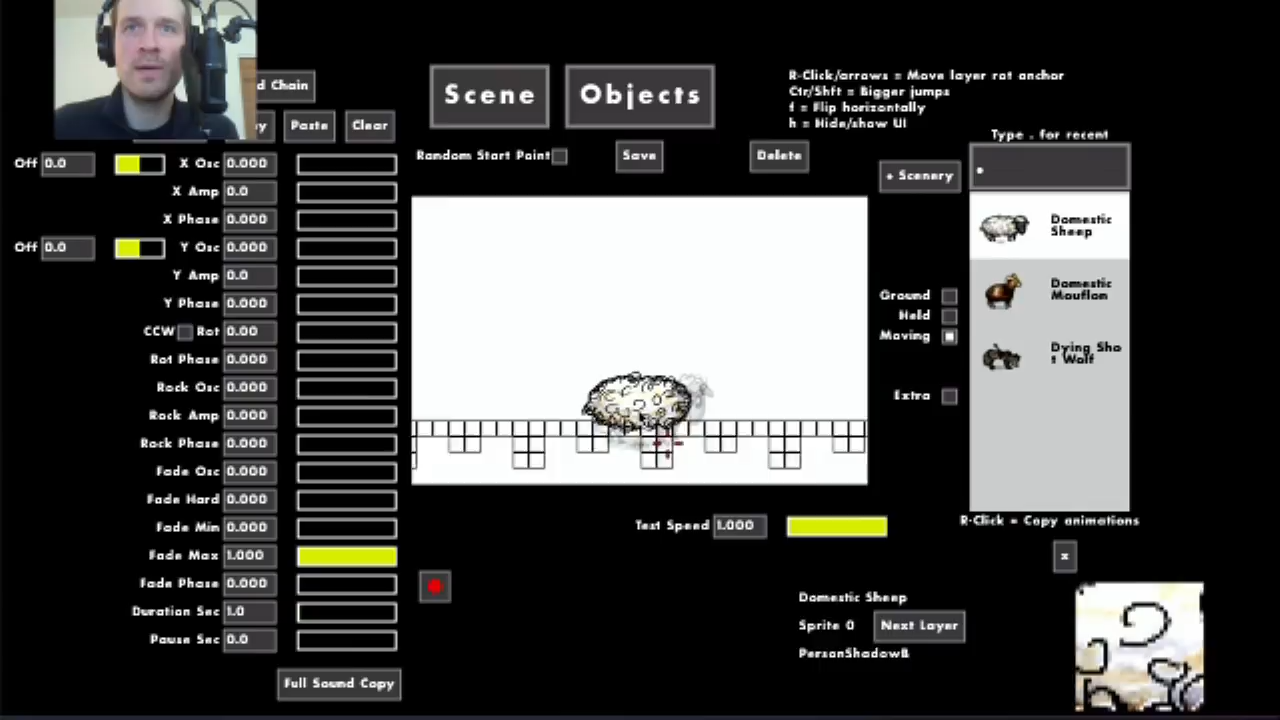 d Chain
Scene
Objects
R-Click/arrows = Move layer rot anchor
Ctr/Shft = Bigger jumps
f = Flip horizontally
h = Hide/show UI
Paste
Clear
Type . for recent
Random Start Point
Save
Delete
+ Scenery
.
Off 0.0
X Osc 0.000
X Amp 0.0
X Phase 0.000
Off 0.0
Y Osc 0.000
Y Amp 0.0
Y Phase 0.000
CCW Rot 0.00
Rot Phase 0.000
Rock Osc 0.000
Rock Amp 0.000
Rock Phase 0.000
Fade Osc 0.000
Fade Hard 0.000
Fade Min 0.000
Fade Max 1.000
Fade Phase 0.000
Duration Sec 1.0
Pause Sec 0.0
Full Sound Copy
Domestic
Sheep
Domestic
Mouflon
Dying Sho
t Wolf
Ground
Held
Moving
Extra
R-Click = Copy animations
Test Speed 1.000
x
Domestic Sheep
Sprite 0
Next Layer
PersonShadowB